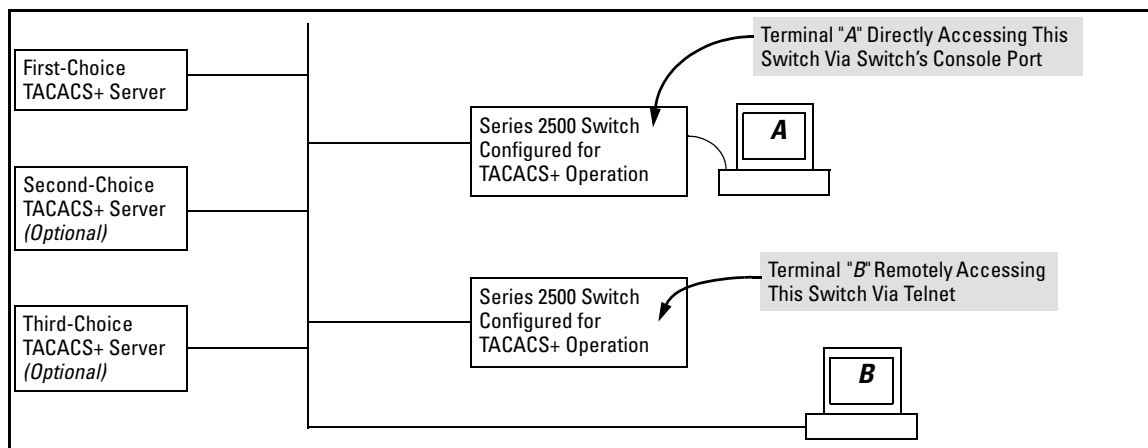 First-Choice
TACACS+ Server
Second-Choice
TACACS+ Server
(Optional)
Third-Choice
TACACS+ Server
(Optional)
Series 2500 Switch
Configured for
TACACS+ Operation
Terminal "A" Directly Accessing This
Switch Via Switch's Console Port
A
Series 2500 Switch
Configured for
TACACS+ Operation
Terminal "B" Remotely Accessing
This Switch Via Telnet
B